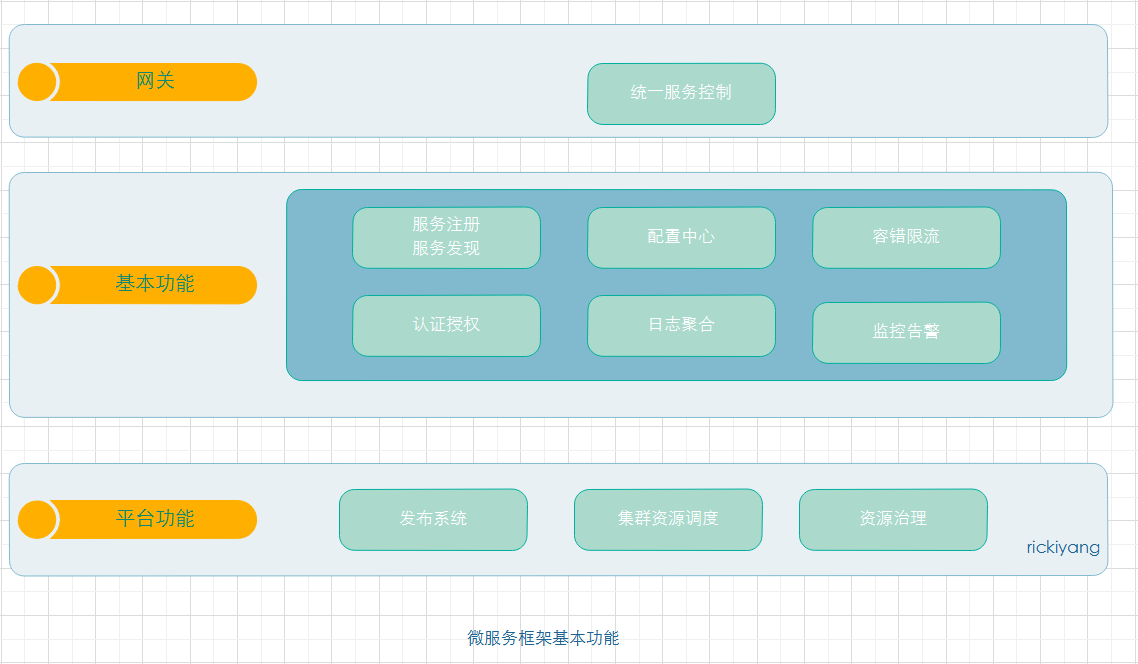 网关
统一服务控制
服务注册
服务发现
配置中心
容错限流
基本功能
认证授权
日志聚合
监控告警
平台功能
发布系统
集群资源调度
资源治理
rickiyang
微服务框架基本功能